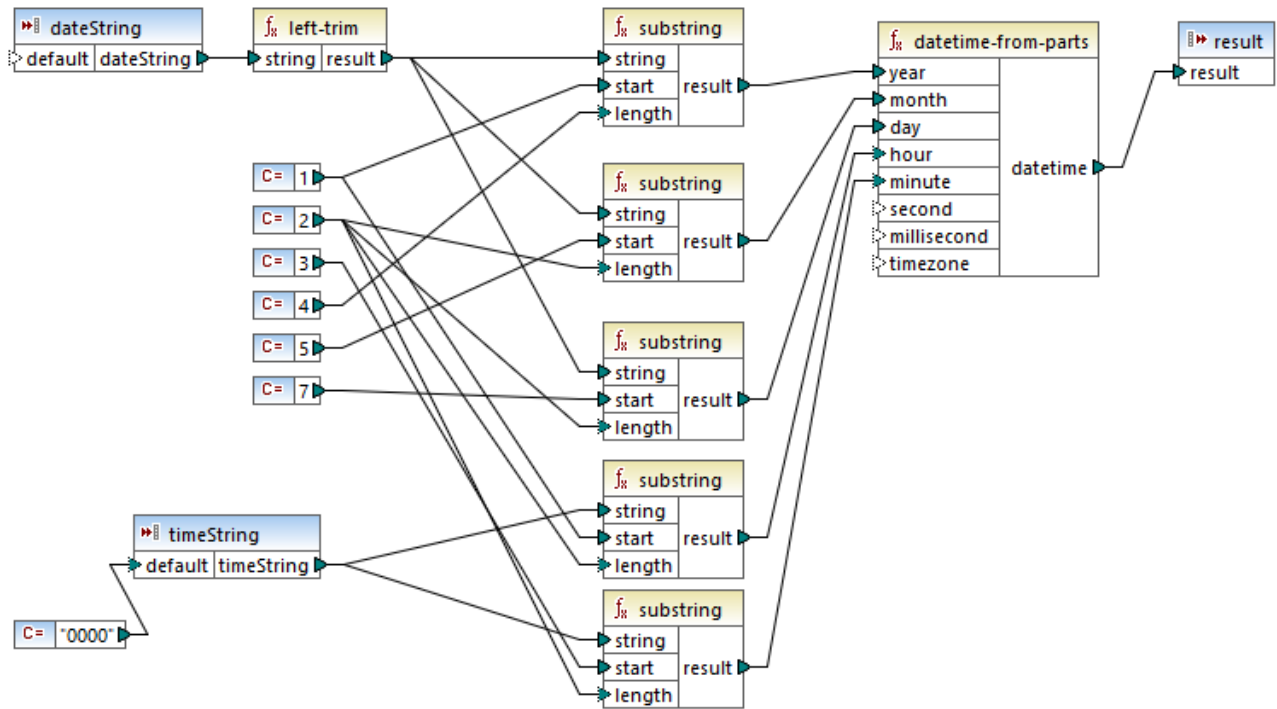 dateString
default dateString
left-trim
string result
substring
string
start
length
result
datetime-from-parts
year
month
day
hour
minute
second
millisecond
timezone
datetime
result
result
C= 1
C= 2
C= 3
C= 4
C= 5
C= 7
substring
string
start
length
result
substring
string
start
length
result
substring
string
start
length
result
timeString
default timeString
C= "0000"
substring
string
start
length
result